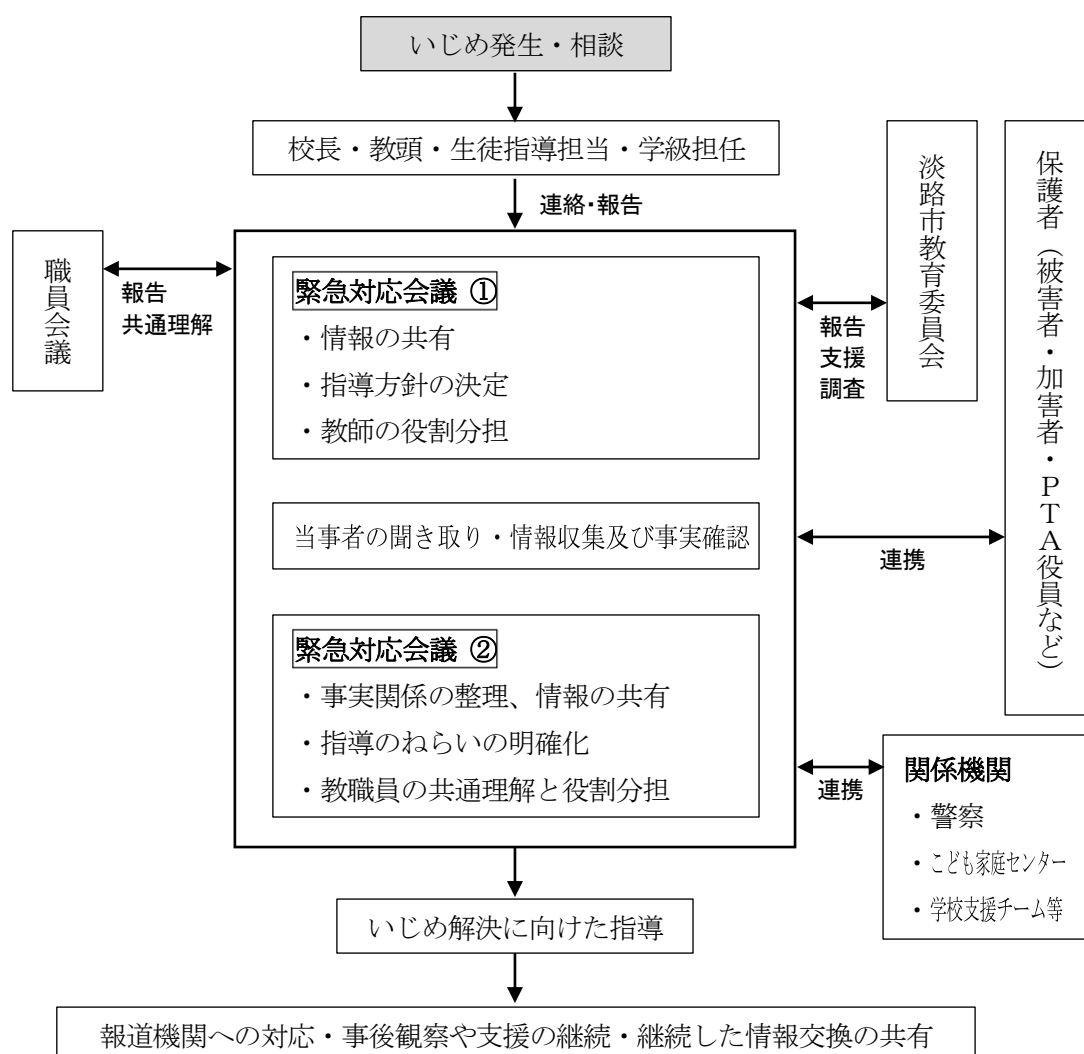 いじめ発生・相談
校長・教頭・生徒指導担当・学級担任
連絡・報告
職員会議
報告
共通理解
緊急対応会議 ①
・情報の共有
・指導方針の決定
・教師の役割分担
当事者の聞き取り・情報収集及び事実確認
緊急対応会議 ②
・事実関係の整理、情報の共有
・指導のねらいの明確化
・教職員の共通理解と役割分担
報告
支援
調査
淡路市教育委員会
連携
保護者（被害者・加害者・ＰＴＡ役員など）
連携
関係機関
・警察
・こども家庭センター
・学校支援チーム等
いじめ解決に向けた指導
報道機関への対応・事後観察や支援の継続・継続した情報交換の共有